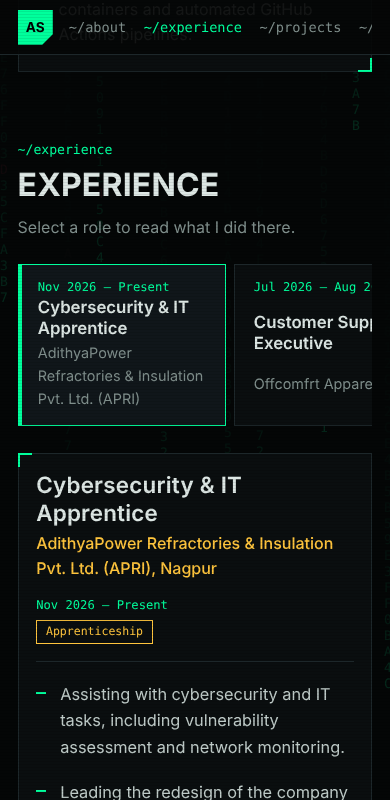 containers and automated GitHub
AS ~/about ~/experience ~/projects ~/
Actions pipelines.
~/experience
EXPERIENCE
Select a role to read what I did there.
Nov 2026 — Present
Cybersecurity & IT
Apprentice
AdithyaPower
Refractories & Insulation
Pvt. Ltd. (APRI)
Jul 2026 — Aug 2
Customer Supp
Executive
Offcomfrt Appare
Cybersecurity & IT
Apprentice
AdithyaPower Refractories & Insulation
Pvt. Ltd. (APRI), Nagpur
Nov 2026 — Present
Apprenticeship
Assisting with cybersecurity and IT
tasks, including vulnerability
assessment and network monitoring.
Leading the redesign of the company